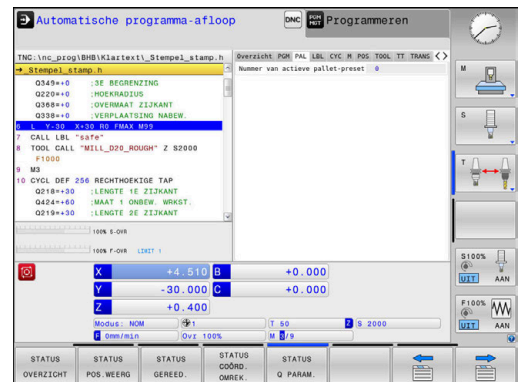 Automatische programma-afloop
DNC
PGM MGT
Programmeren
TNC:\nc_prog\BHB\Klartext\_Stempel_stamp.h
→_Stempel_stamp.h
Q349=+0 ;3E BEGRENZING
Q220=+0 ;HOEKRADIUS
Q368=+0 ;OVERMAAT ZIJKANT
Q338=+0 ;VERPLAATSING NABEW.
6 L Y-30 X+30 R0 FMAX M99
7 CALL LBL "safe"
8 TOOL CALL "MILL_D20_ROUGH" Z S2000
F1000
9 M3
10 CYCL DEF 256 RECHTHOEKIGE TAP
Q218=+30 ;LENGTE 1E ZIJKANT
Q424=+60 ;MAAT 1 ONBEW. WRKST.
Q219=+30 ;LENGTE 2E ZIJKANT
Overzicht PGM PAL LBL CYC M POS TOOL TT TRANS
Nummer van actieve pallet-preset 0
100% S-OVR
100% F-OVR LIMIT 1
X +4.510 B +0.000
Y -30.000 C +0.000
Z +0.400
Modus: NOM 1 T 50 Z S 2000
F 0mm/min Ovr 100% M 5/9
M
S
T
S100%
UIT AAN
F100%
UIT AAN
STATUS OVERZICHT
STATUS POS.WEERG
STATUS GEREED.
STATUS COÖRD. OMREK.
STATUS Q PARAM.